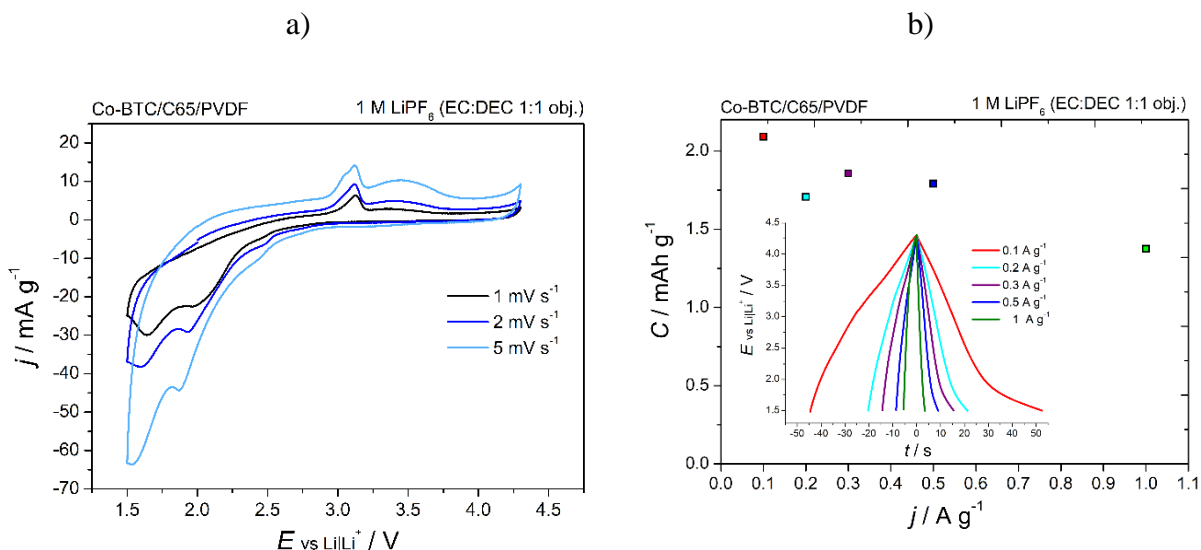 a)
Co-BTC/C65/PVDF 1 M LiPF₆ (EC:DEC 1:1 obj.)
20
10
0
-10
-20
-30
-40
-50
-60
-70
j / mA g⁻¹
1 mV s⁻¹
2 mV s⁻¹
5 mV s⁻¹
1.5 2.0 2.5 3.0 3.5 4.0 4.5
E vs Li|Li⁺ / V
b)
Co-BTC/C65/PVDF 1 M LiPF₆ (EC:DEC 1:1 obj.)
2.0
1.5
1.0
0.5
0.0
C / mAh g⁻¹
4.5
4.0
3.5
3.0
2.5
2.0
1.5
E vs Li|Li⁺ / V
0.1 A g⁻¹
0.2 A g⁻¹
0.3 A g⁻¹
0.5 A g⁻¹
1 A g⁻¹
-50 -40 -30 -20 -10 0 10 20 30 40 50
t / s
0.0 0.1 0.2 0.3 0.4 0.5 0.6 0.7 0.8 0.9 1.0 1.1
j / A g⁻¹